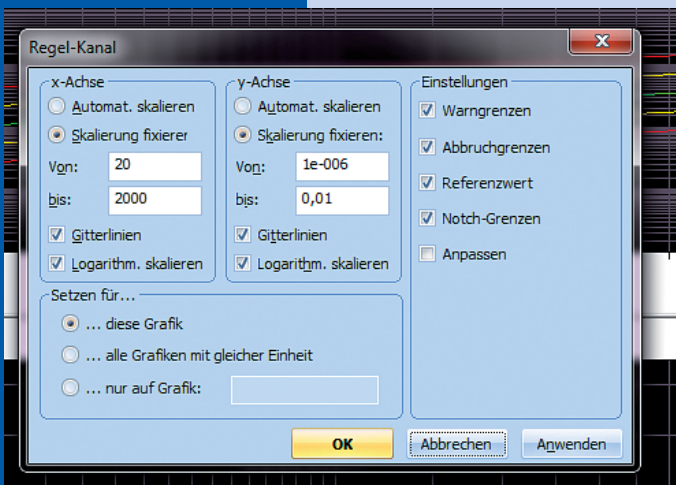 Regel-Kanal
x-Achse
Automat. skalieren
Skalierung fixierer
Von: 20
bis: 2000
Gitterlinien
Logarithm. skalieren
y-Achse
Automat. skalieren
Skalierung fixieren:
Von: 1e-006
bis: 0,01
Gitterlinien
Logarithm. skalieren
Einstellungen
Warngrenzen
Abbruchgrenzen
Referenzwert
Notch-Grenzen
Anpassen
Setzen für...
... diese Grafik
... alle Grafiken mit gleicher Einheit
... nur auf Grafik:
OK
Abbrechen
Anwenden